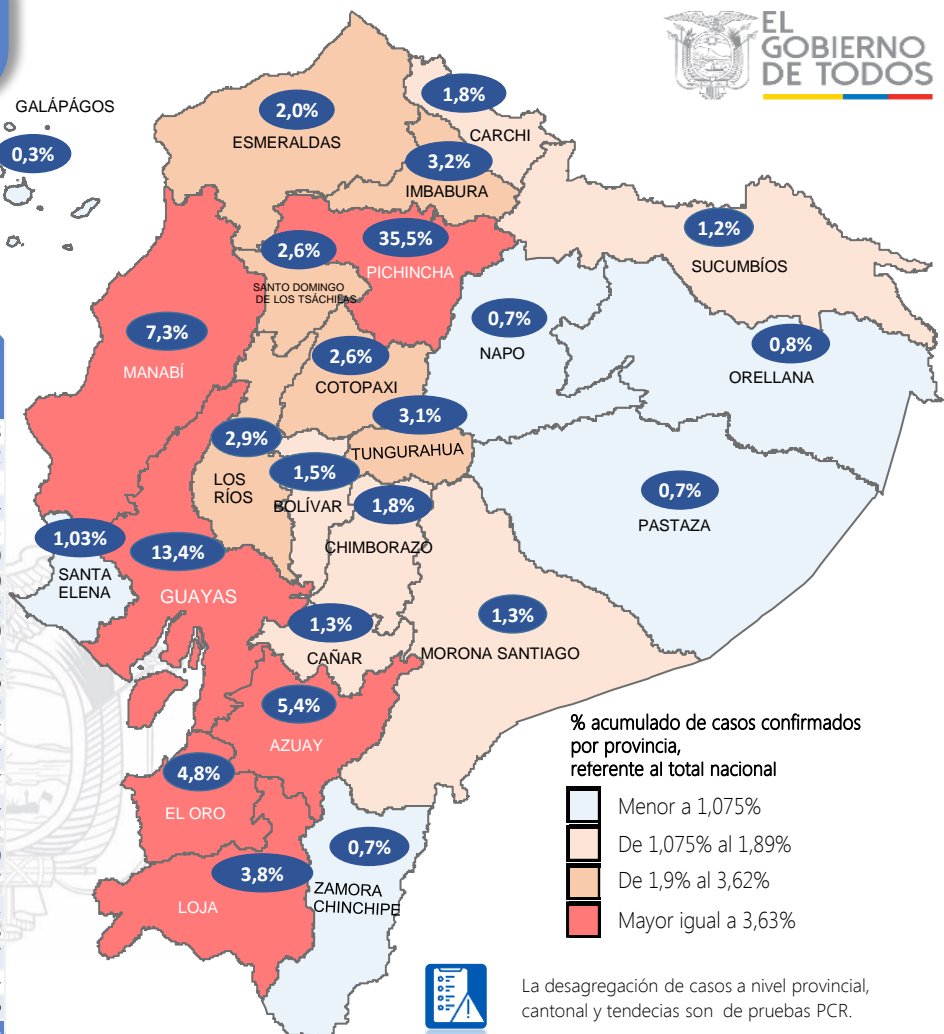 EL
GOBIERNO
DE TODOS
GALÁPÁGOS
0,3%
2,0%
ESMERALDAS
1,8%
CARCHI
3,2%
IMBABURA
1,2%
SUCUMBÍOS
35,5%
PICHINCHA
2,6%
SANTO DOMINGO
DE LOS TSÁCHILAS
7,3%
MANABÍ
0,7%
NAPO
0,8%
ORELLANA
2,6%
COTOPAXI
3,1%
TUNGURAHUA
2,9%
LOS
RÍOS
1,5%
BOLÍVAR
1,8%
CHIMBORAZO
0,7%
PASTAZA
1,03%
SANTA
ELENA
13,4%
GUAYAS
1,3%
CAÑAR
1,3%
MORONA SANTIAGO
5,4%
AZUAY
4,8%
EL ORO
3,8%
LOJA
0,7%
ZAMORA
CHINCHIPE
% acumulado de casos confirmados
por provincia,
referente al total nacional
Menor a 1,075%
De 1,075% al 1,89%
De 1,9% al 3,62%
Mayor igual a 3,63%
La desagregación de casos a nivel provincial,
cantonal y tendecias son de pruebas PCR.